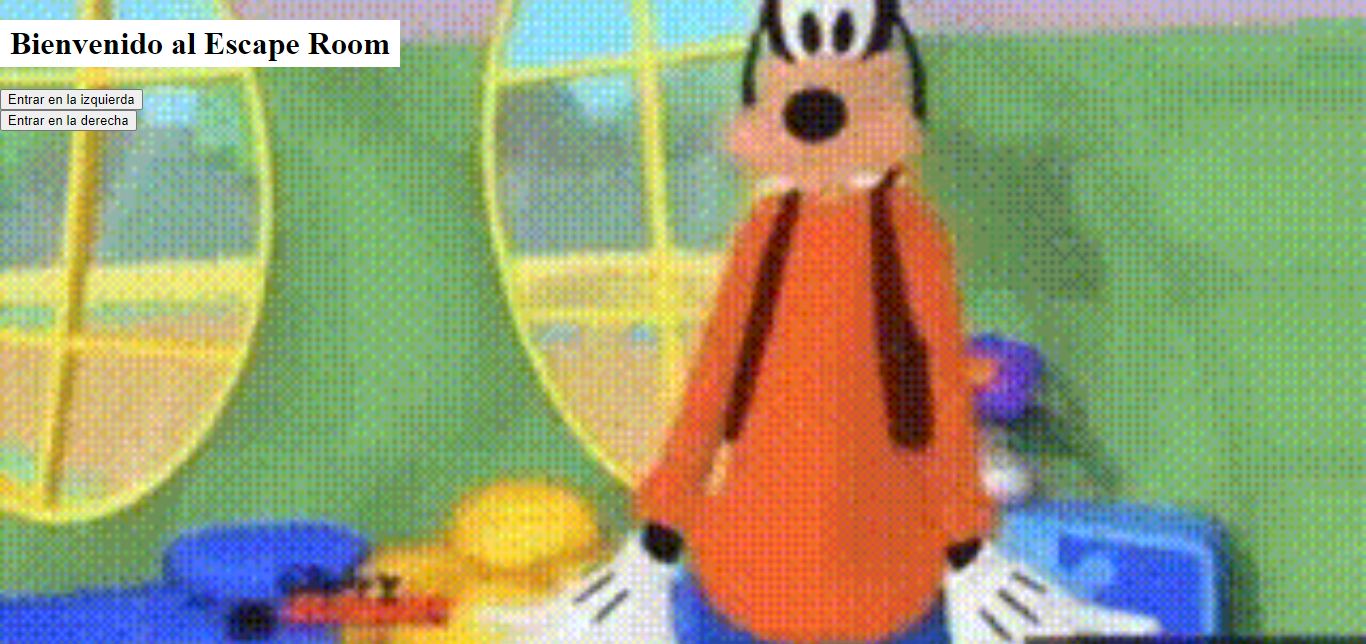 Bienvenido al Escape Room
Entrar en la izquierda
Entrar en la derecha